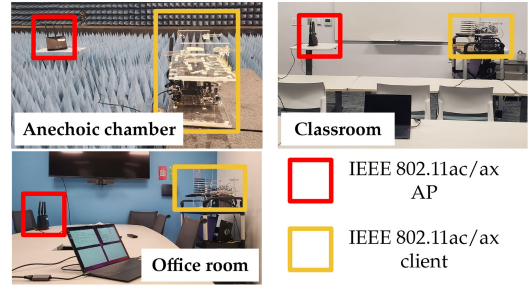 Anechoic chamber
Classroom
Office room
IEEE 802.11ac/ax
AP
IEEE 802.11ac/ax
client